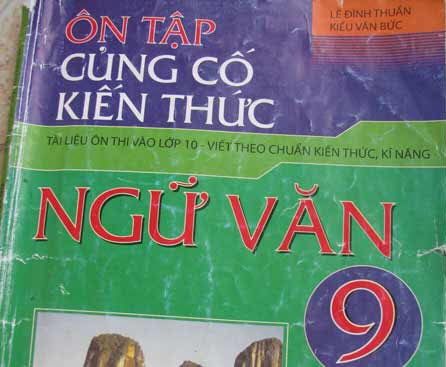 LÊ ĐÌNH THUẦN
KIỀU VĂN BỨC
ÔN TẬP
CỦNG CỐ
KIẾN THỨC
TÀI LIỆU ÔN THI VÀO LỚP 10 - VIẾT THEO CHUẨN KIẾN THỨC, KĨ NĂNG
NGỮ VĂN
9